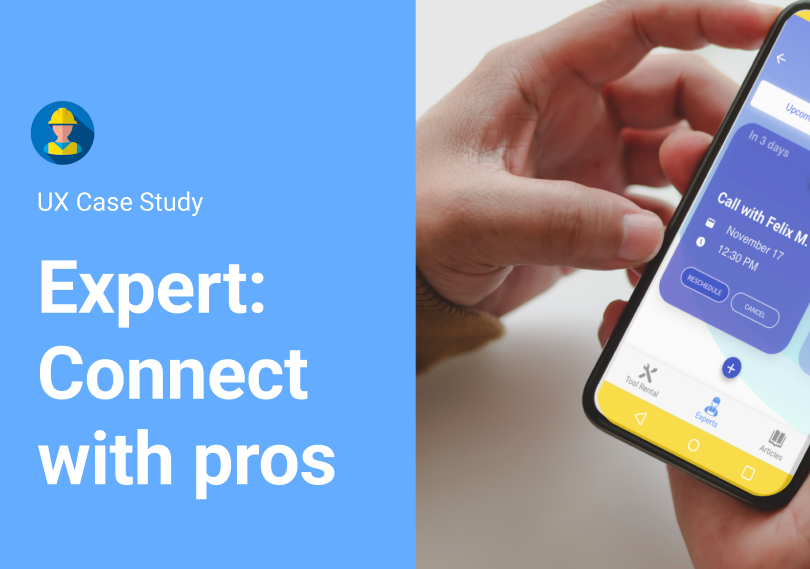 UX Case Study
Expert:
Connect
with pros
Upcom
In 3 days
Call with Felix M.
November 17
12:30 PM
RESCHEDULE
CANCEL
Tool Rental
Experts
Articles